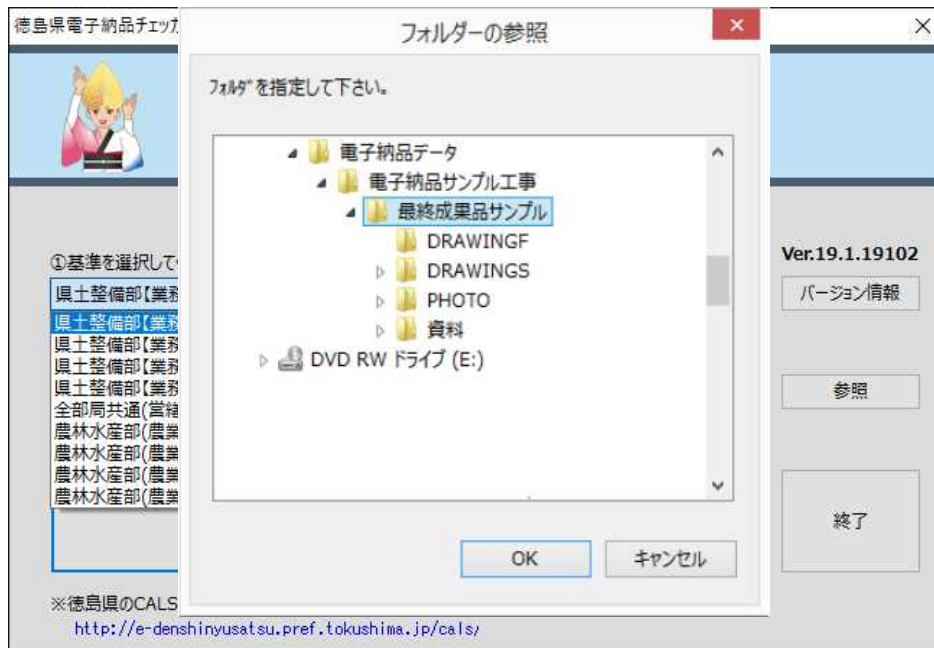 徳島県電子納品チェッカ
フォルダーの参照
フォルダを指定して下さい。
電子納品データ
電子納品サンプル工事
最終成果品サンプル
DRAWINGF
DRAWINGS
PHOTO
資料
DVD RW ドライブ (E:)
OK
キャンセル
①基準を選択して
県土整備部【業務
県土整備部【業務
県土整備部【業務
県土整備部【業務
県土整備部【業務
全部局共通(営繕
農林水産部(農業
農林水産部(農業
農林水産部(農業
農林水産部(農業
Ver.19.1.19102
バージョン情報
参照
終了
※徳島県のCALS
http://e-denshinyusatsu.pref.tokushima.jp/cals/